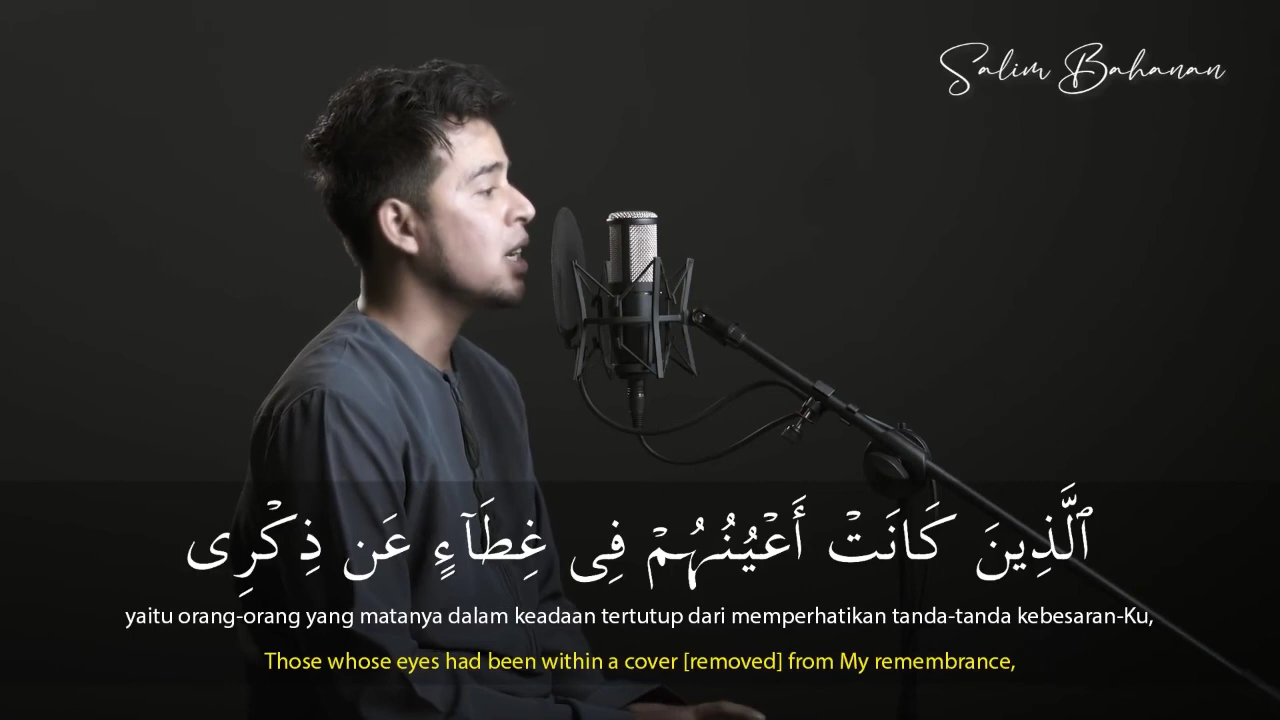 Salim Bahanan
ٱلَّذِينَ كَانَتْ أَعْيُنُهُمْ فِى غِطَآءٍ عَن ذِكْرِى
yaitu orang-orang yang matanya dalam keadaan tertutup dari memperhatikan tanda-tanda kebesaran-Ku,
Those whose eyes had been within a cover [removed] from My remembrance,